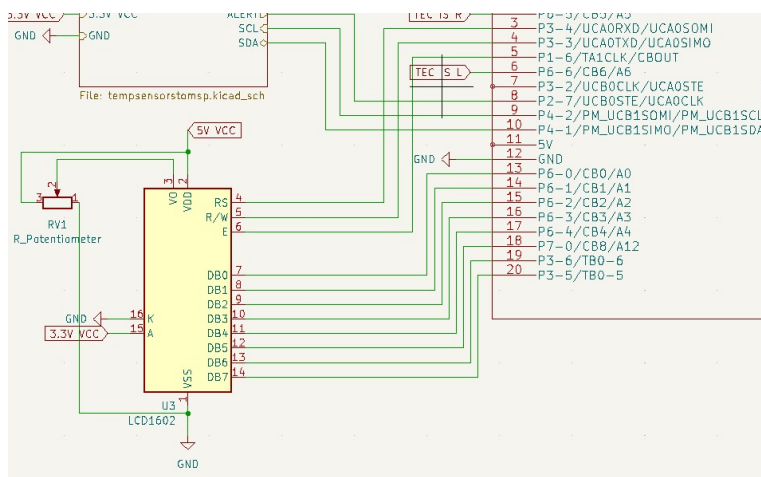 3.3V VCC
3.3V VCC
GND
GND
ALERT
SCL
SDA
File: tempsensorstomsp.kicad_sch
TEC IS R
P6-5/CB5/A5
3 P3-4/UCA0RXD/UCA0SOMI
4 P3-3/UCA0TXD/UCA0SIMO
5 P1-6/TA1CLK/CBOUT
TEC S L
6 P6-6/CB6/A6
7 P3-2/UCB0CLK/UCA0STE
8 P2-7/UCB0STE/UCA0CLK
9 P4-2/PM_UCB1SOMI/PM_UCB1SCL
10 P4-1/PM_UCB1SIMO/PM_UCB1SDA
11 5V
GND
12 GND
13 P6-0/CB0/A0
14 P6-1/CB1/A1
15 P6-2/CB2/A2
16 P6-3/CB3/A3
17 P6-4/CB4/A4
18 P7-0/CB8/A12
19 P3-6/TB0-6
20 P3-5/TB0-5
5V VCC
3 2
VO VDD
2
3 1
RV1
R_Potentiometer
RS 4
R/W 5
E 6
DB0 7
DB1 8
DB2 9
DB3 10
DB4 11
DB5 12
DB6 13
DB7 14
GND 16 K
3.3V VCC 15 A
VSS
1
U3
LCD1602
GND